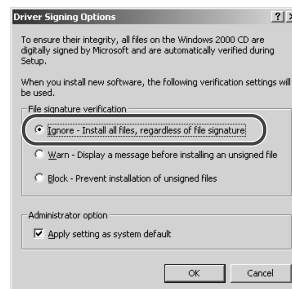 Driver Signing Options
To ensure their integrity, all files on the Windows 2000 CD are
digitally signed by Microsoft and are automatically verified during
Setup.
When you install new software, the following verification settings will
be used.
File signature verification
Ignore - Install all files, regardless of file signature
Warn - Display a message before installing an unsigned file
Block - Prevent installation of unsigned files
Administrator option
Apply setting as system default
OK
Cancel